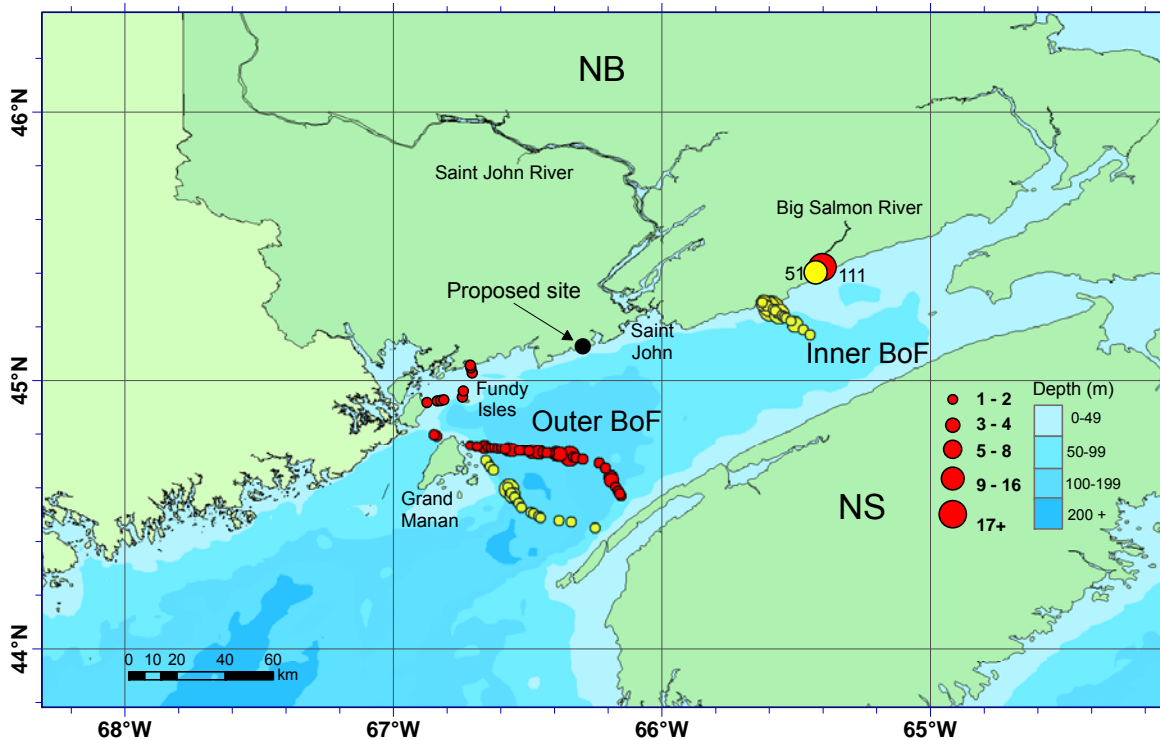 NB
46°N
Saint John River
Big Salmon River
51
111
Proposed site
Saint
John
Inner BoF
45°N
Fundy
Isles
Outer BoF
Grand
Manan
NS
1 - 2
3 - 4
5 - 8
9 - 16
17+
Depth (m)
0-49
50-99
100-199
200 +
44°N
0 10 20 40 60
km
68°W 67°W 66°W 65°W